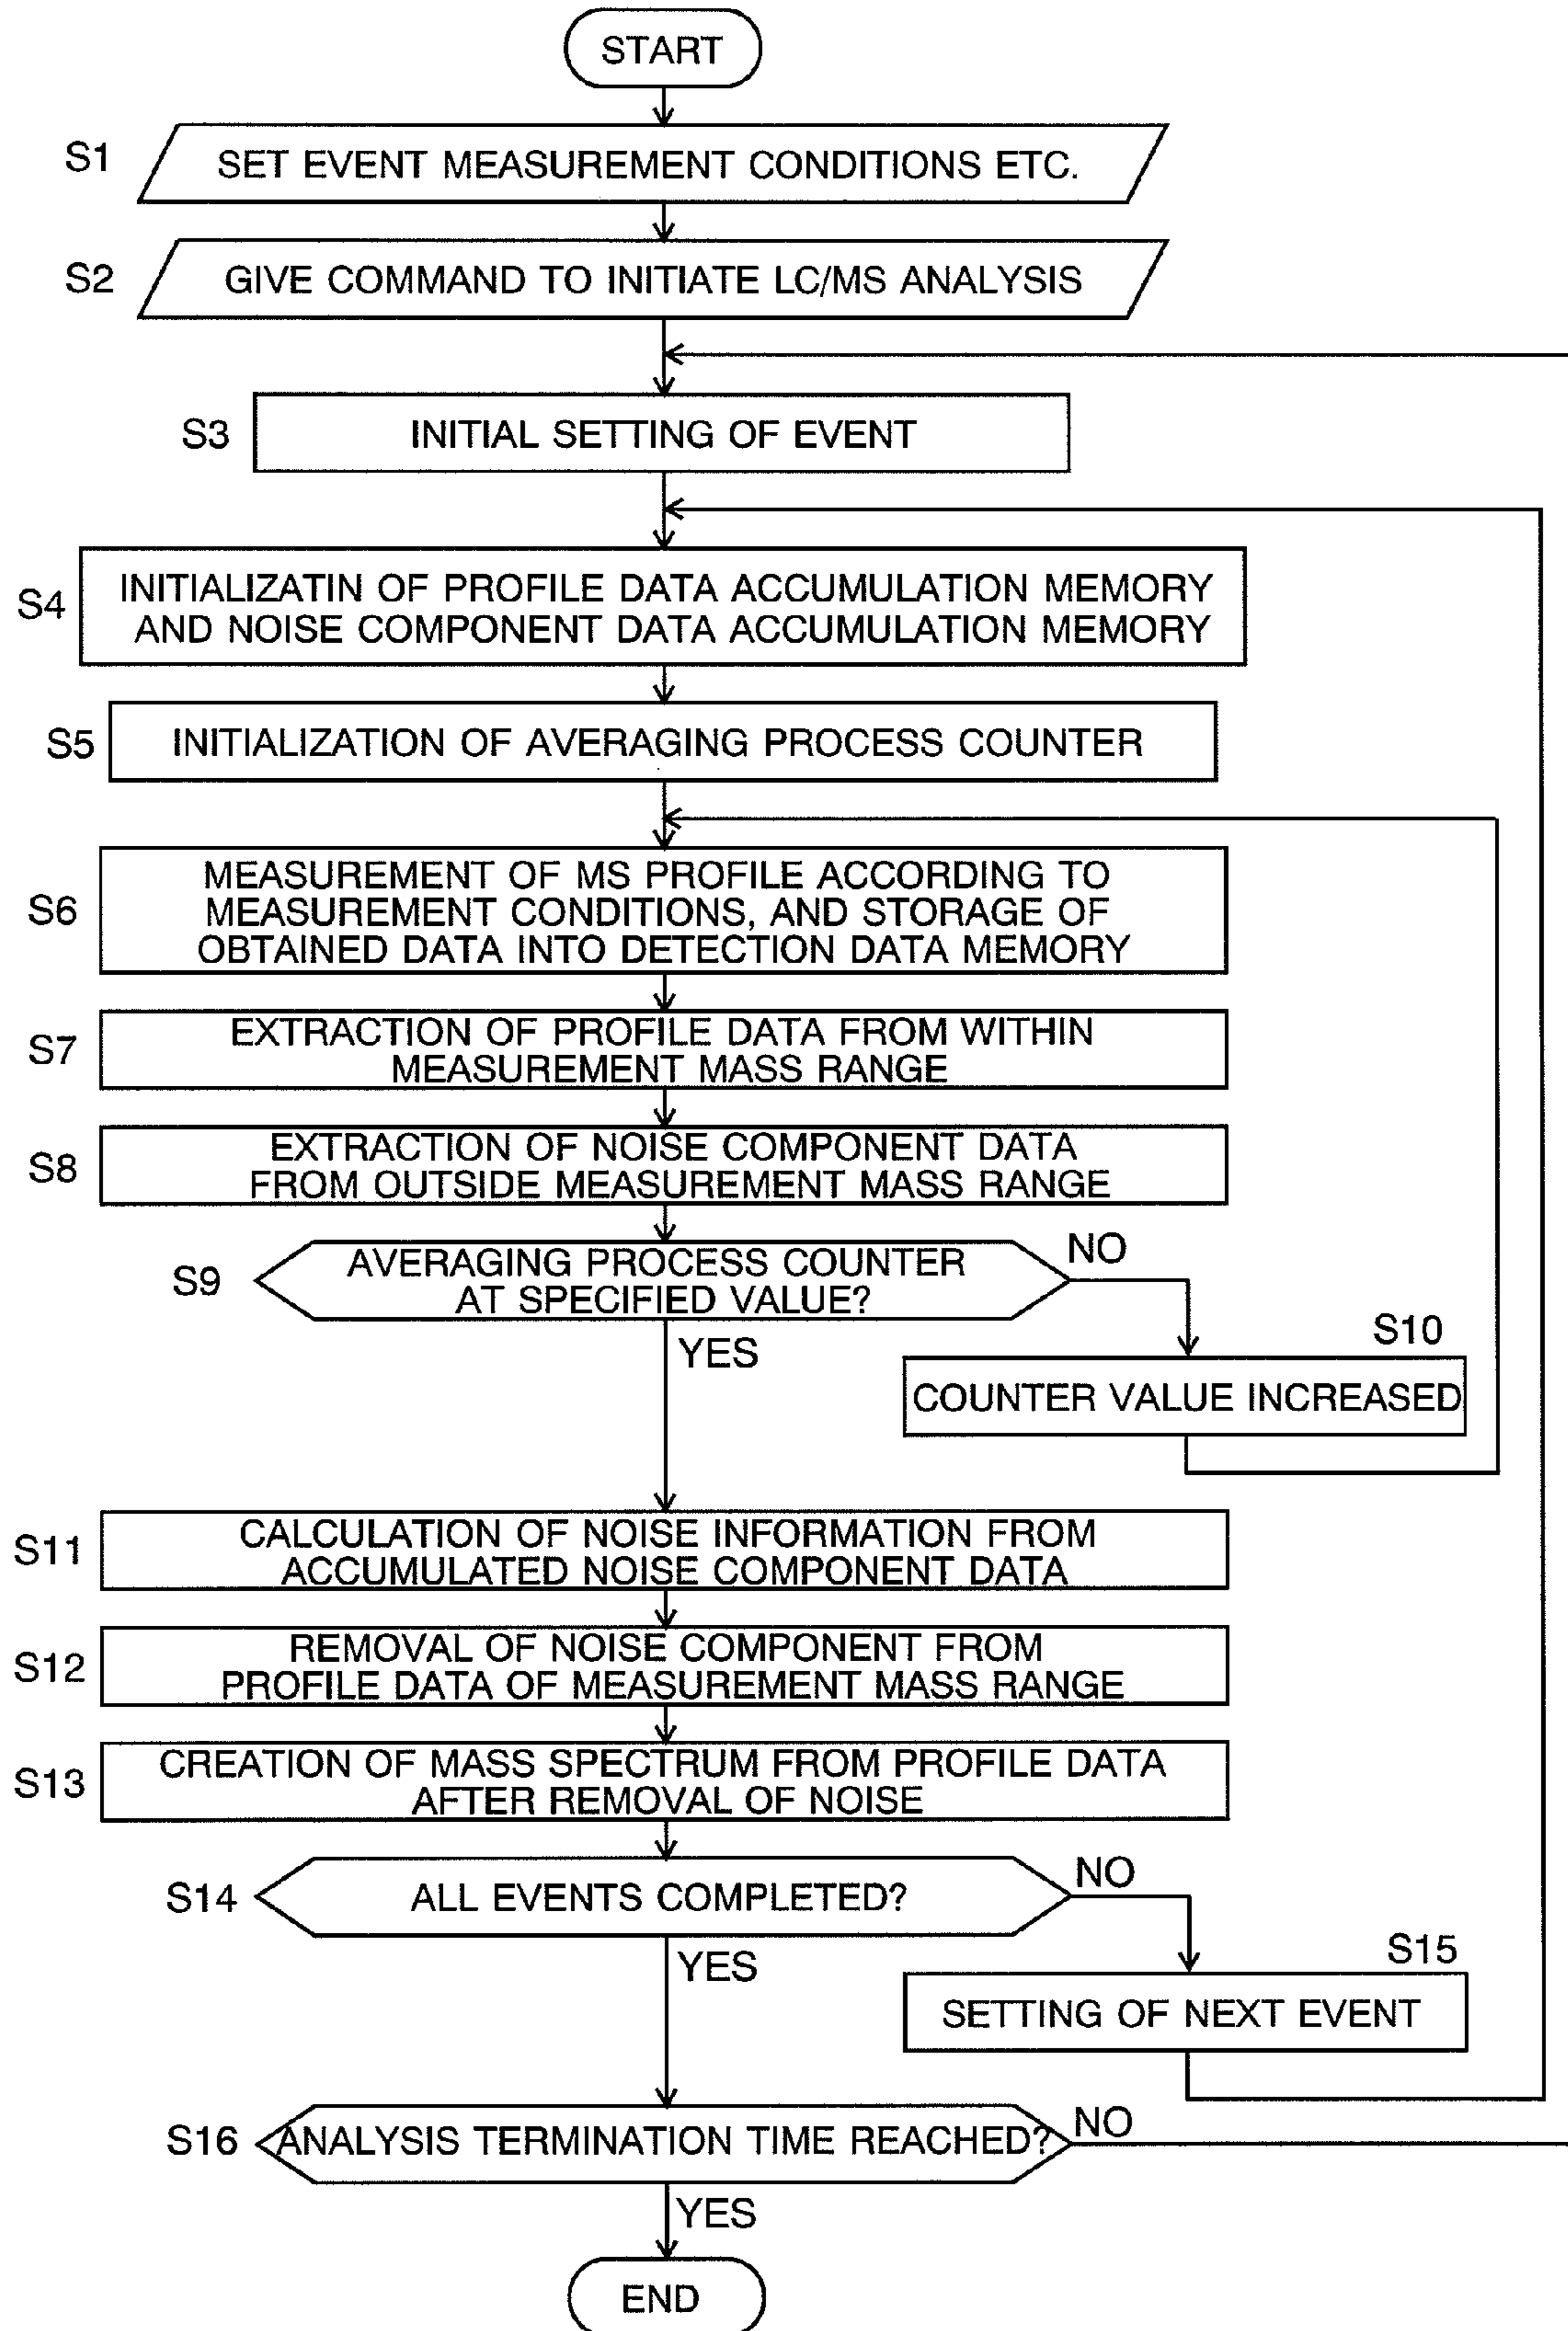 START
S1
SET EVENT MEASUREMENT CONDITIONS ETC.
S2
GIVE COMMAND TO INITIATE LC/MS ANALYSIS
S3
INITIAL SETTING OF EVENT
S4
INITIALIZATIN OF PROFILE DATA ACCUMULATION MEMORY
AND NOISE COMPONENT DATA ACCUMULATION MEMORY
S5
INITIALIZATION OF AVERAGING PROCESS COUNTER
S6
MEASUREMENT OF MS PROFILE ACCORDING TO
MEASUREMENT CONDITIONS, AND STORAGE OF
OBTAINED DATA INTO DETECTION DATA MEMORY
S7
EXTRACTION OF PROFILE DATA FROM WITHIN
MEASUREMENT MASS RANGE
S8
EXTRACTION OF NOISE COMPONENT DATA
FROM OUTSIDE MEASUREMENT MASS RANGE
S9
AVERAGING PROCESS COUNTER
AT SPECIFIED VALUE?
NO
YES
S10
COUNTER VALUE INCREASED
S11
CALCULATION OF NOISE INFORMATION FROM
ACCUMULATED NOISE COMPONENT DATA
S12
REMOVAL OF NOISE COMPONENT FROM
PROFILE DATA OF MEASUREMENT MASS RANGE
S13
CREATION OF MASS SPECTRUM FROM PROFILE DATA
AFTER REMOVAL OF NOISE
S14
ALL EVENTS COMPLETED?
NO
YES
S15
SETTING OF NEXT EVENT
S16
ANALYSIS TERMINATION TIME REACHED?
NO
YES
END